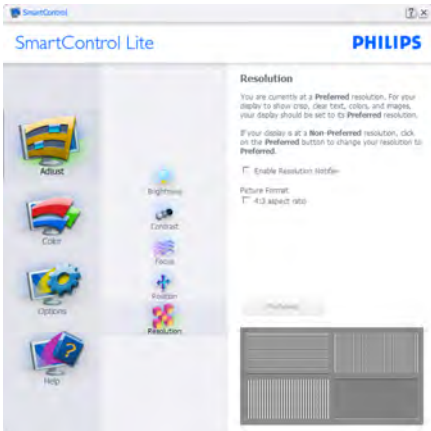 SmartControl
SmartControl Lite
PHILIPS
Resolution
You are currently at a Preferred resolution. For your
display to show crisp, clear text, colors, and images,
your display should be set to its Preferred resolution.
If your display is at a Non-Preferred resolution, click
on the Preferred button to change your resolution to
Preferred.
Enable Resolution Notifier
Picture Format
4:3 aspect ratio
Preferred
Adjust
Color
Options
Help
Brightness
Contrast
Focus
Position
Resolution